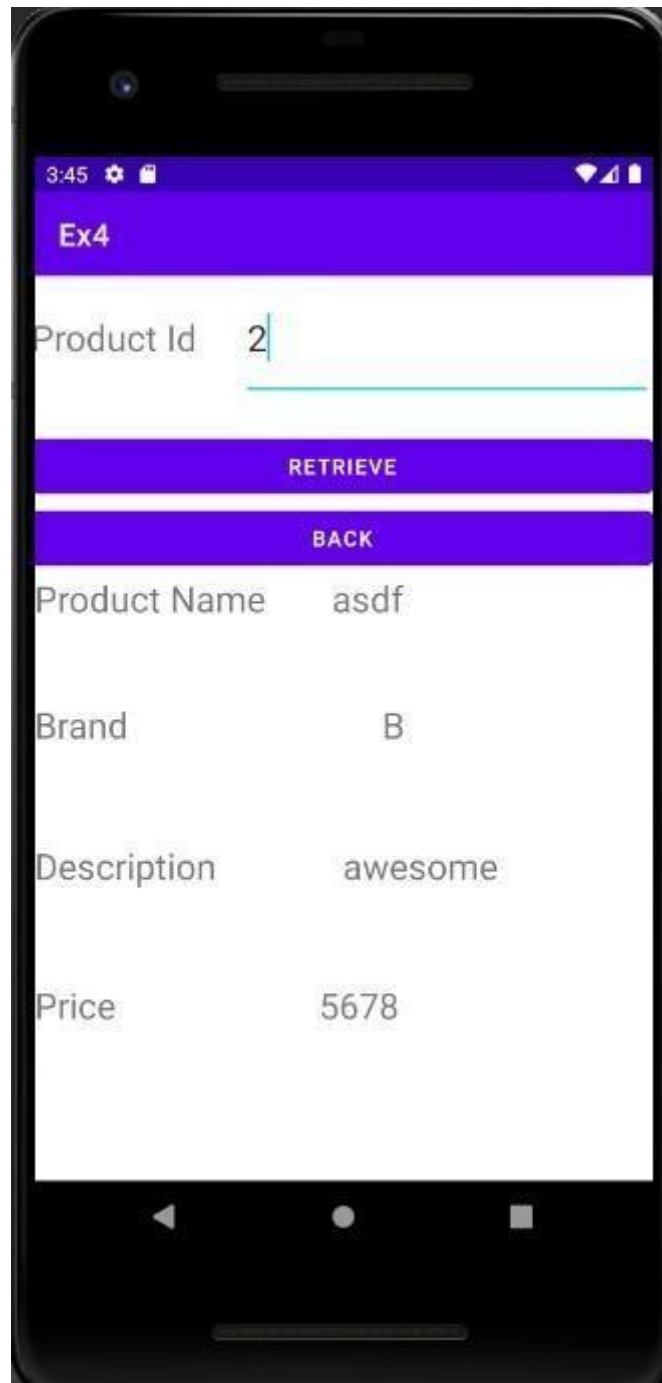 3:45
Ex4
Product Id 2
RETRIEVE
BACK
Product Name asdf
Brand B
Description awesome
Price 5678